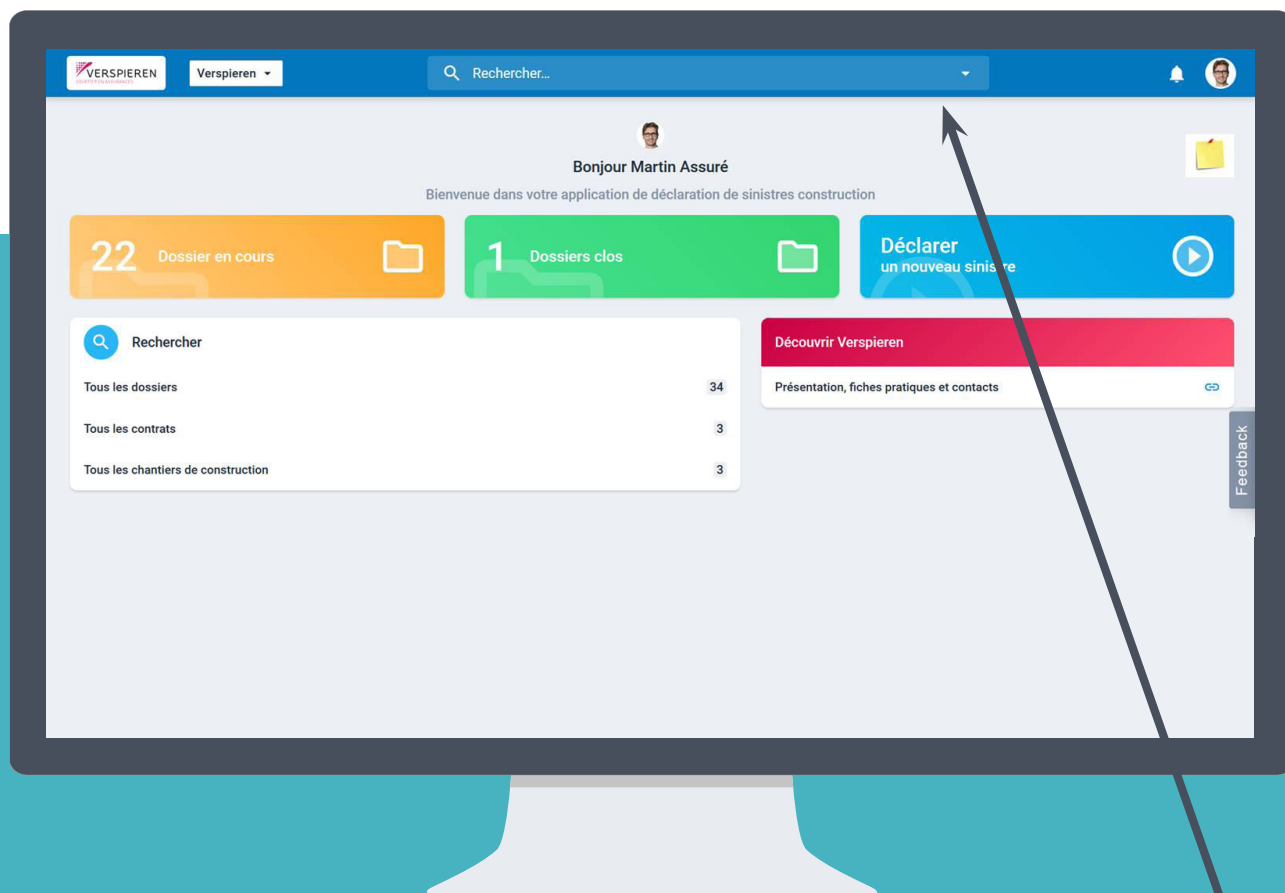 VERSPIEREN
Verspieren
Rechercher...
Bonjour Martin Assuré
Bienvenue dans votre application de déclaration de sinistres construction
22 Dossier en cours
1 Dossiers clos
Déclarer
un nouveau sinistre
Rechercher
Tous les dossiers 34
Tous les contrats 3
Tous les chantiers de construction 3
Découvrir Verspieren
Présentation, fiches pratiques et contacts
Feedback